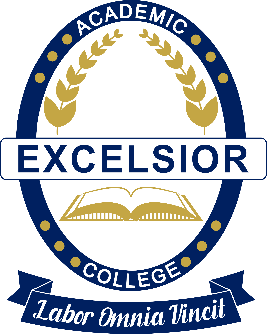 ACADEMIC
EXCELSIOR
COLLEGE
Labor Omnia Vincit